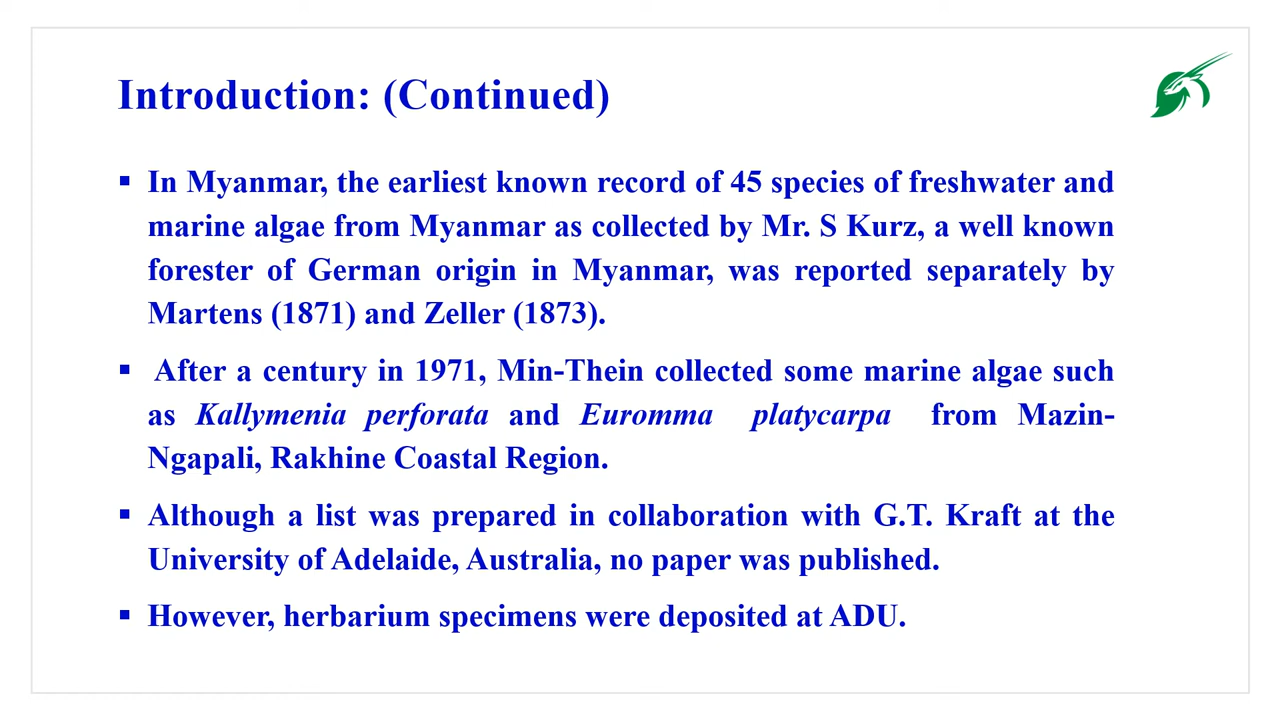 Introduction: (Continued)
▪ In Myanmar, the earliest known record of 45 species of freshwater and
marine algae from Myanmar as collected by Mr. S Kurz, a well known
forester of German origin in Myanmar, was reported separately by
Martens (1871) and Zeller (1873).
▪ After a century in 1971, Min-Thein collected some marine algae such
as Kallymenia perforata and Euromma platycarpa from Mazin-
Ngapali, Rakhine Coastal Region.
▪ Although a list was prepared in collaboration with G.T. Kraft at the
University of Adelaide, Australia, no paper was published.
▪ However, herbarium specimens were deposited at ADU.